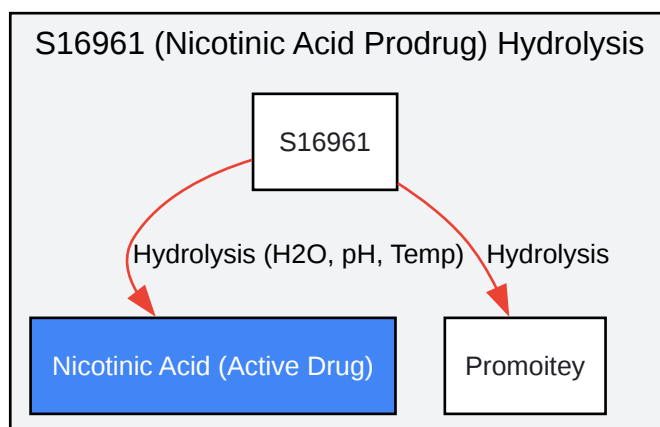 S16961 (Nicotinic Acid Prodrug) Hydrolysis
S16961
Hydrolysis (H2O, pH, Temp)
Hydrolysis
Nicotinic Acid (Active Drug)
Promoitey